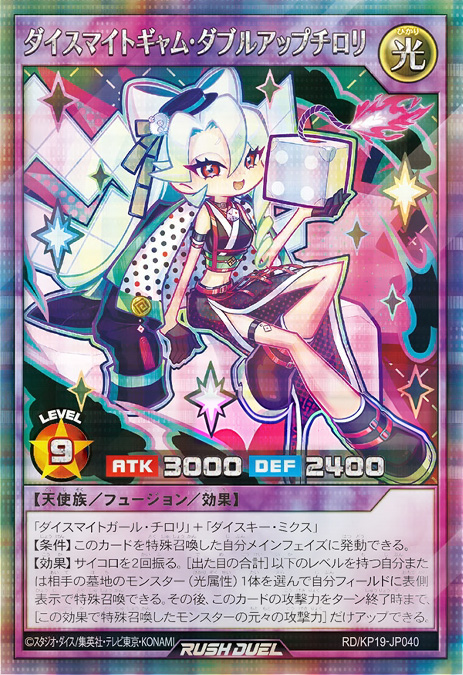 ダイスマイトギャム・ダブルアップチロリ
ひかり
光
LEVEL
9
ATK 3000 DEF 2400
【天使族／フュージョン／効果】
「ダイスマイトガール・チロリ」+「ダイスキー・ミクス」
【条件】このカードを特殊召喚した自分メインフェイズに発動できる。
【効果】サイコロを2回振る。［出た目の合計］以下のレベルを持つ自分また
は相手の墓地のモンスター（光属性）1体を選んで自分フィールドに表側
表示で特殊召喚できる。その後、このカードの攻撃力をターン終了時まで、
［この効果で特殊召喚したモンスターの元々の攻撃力］だけアップできる。
©スタジオ・ダイス/集英社・テレビ東京・KONAMI
RUSH DUEL
RD/KP19-JP040